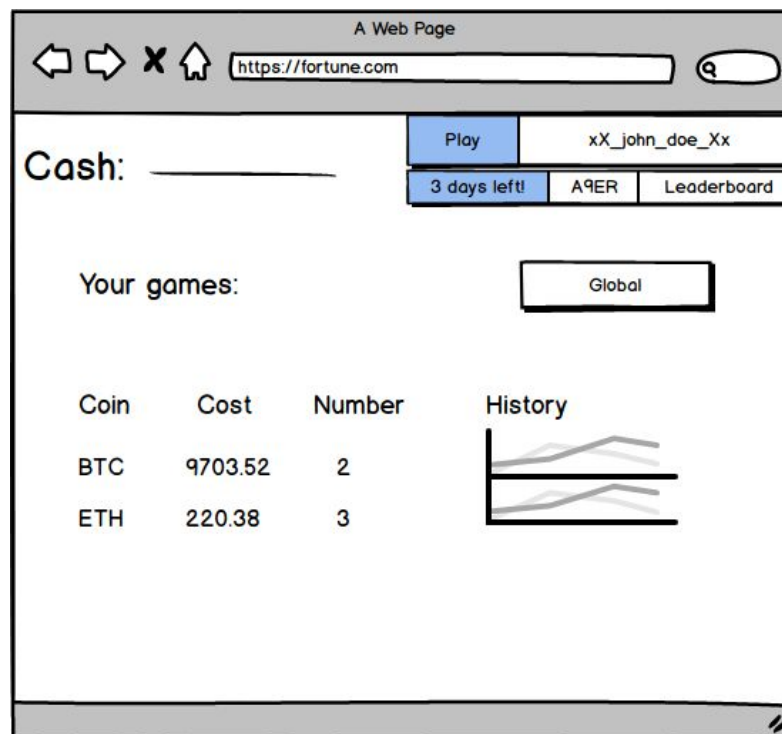 A Web Page
https://fortune.com
Play xX_john_doe_Xx
Cash:
3 days left! A9ER Leaderboard
Your games: Global
Coin Cost Number History
BTC 9703.52 2
ETH 220.38 3